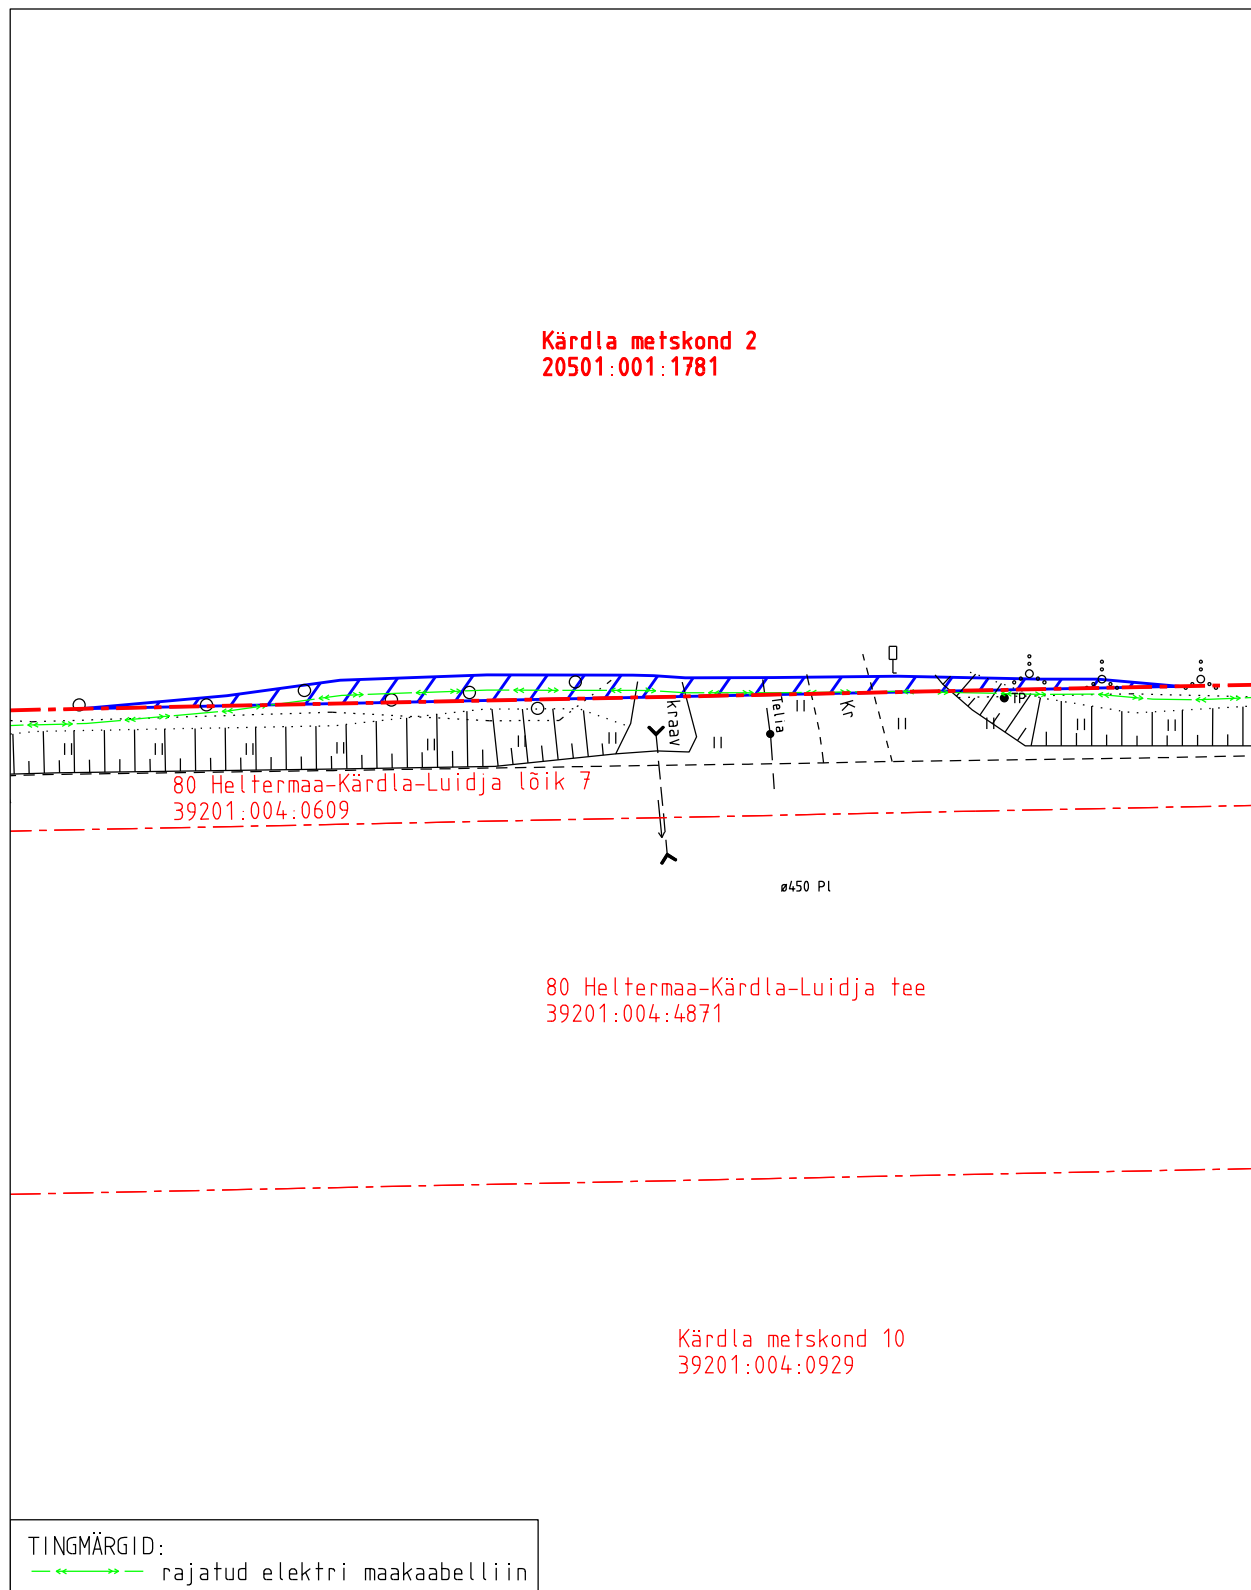 Kärdla metskond 2
20501:001:1781
kraav
Telia
Kr
TP
80 Heltermaa-Kärdla-Luidja lõik 7
39201:004:0609
ø450 Pl
80 Heltermaa-Kärdla-Luidja tee
39201:004:4871
Kärdla metskond 10
39201:004:0929
TINGMÄRGID:
rajatud elektri maakaabelliin